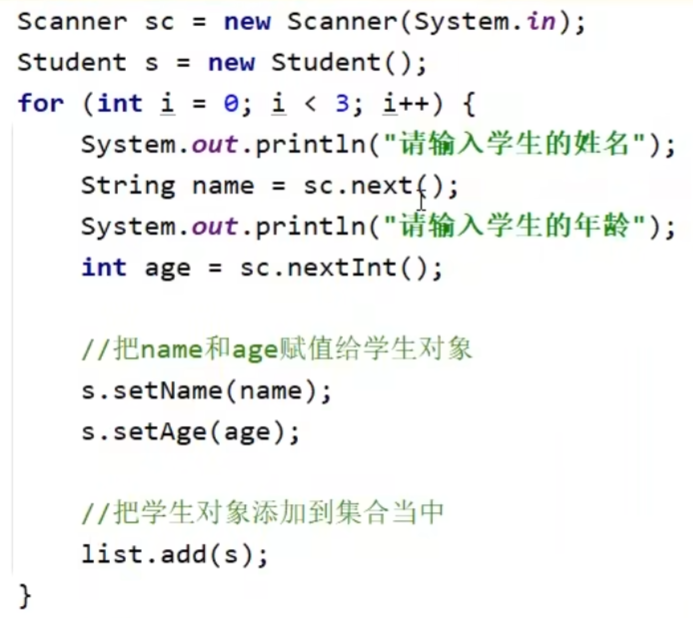 Scanner sc = new Scanner(System.in);
Student s = new Student();
for (int i = 0; i < 3; i++) {
    System.out.println("请输入学生的姓名");
    String name = sc.next();
    System.out.println("请输入学生的年龄");
    int age = sc.nextInt();
    //把name和age赋值给学生对象
    s.setName(name);
    s.setAge(age);
    //把学生对象添加到集合当中
    list.add(s);
}